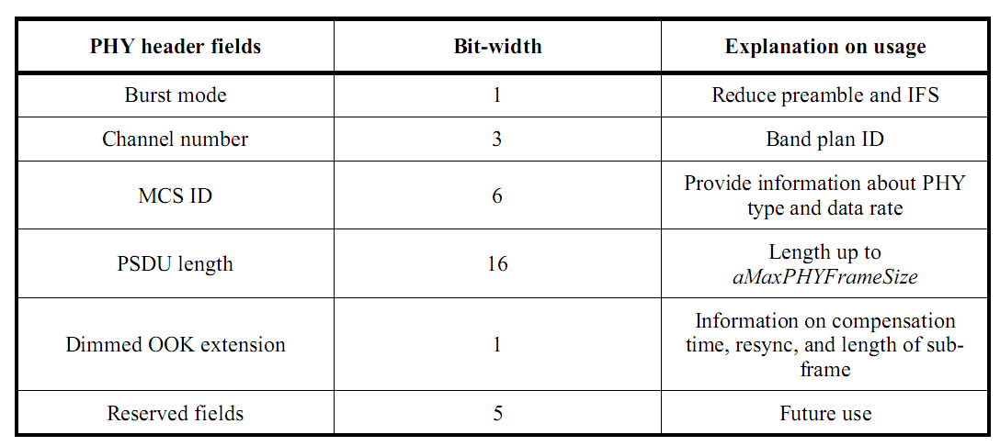 PHY header fields Bit-width Explanation on usage
Burst mode 1 Reduce preamble and IFS
Channel number 3 Band plan ID
MCS ID 6 Provide information about PHY
type and data rate
PSDU length 16 Length up to
aMaxPHYFrameSize
Dimmed OOK extension 1 Information on compensation
time, resync, and length of sub-
frame
Reserved fields 5 Future use